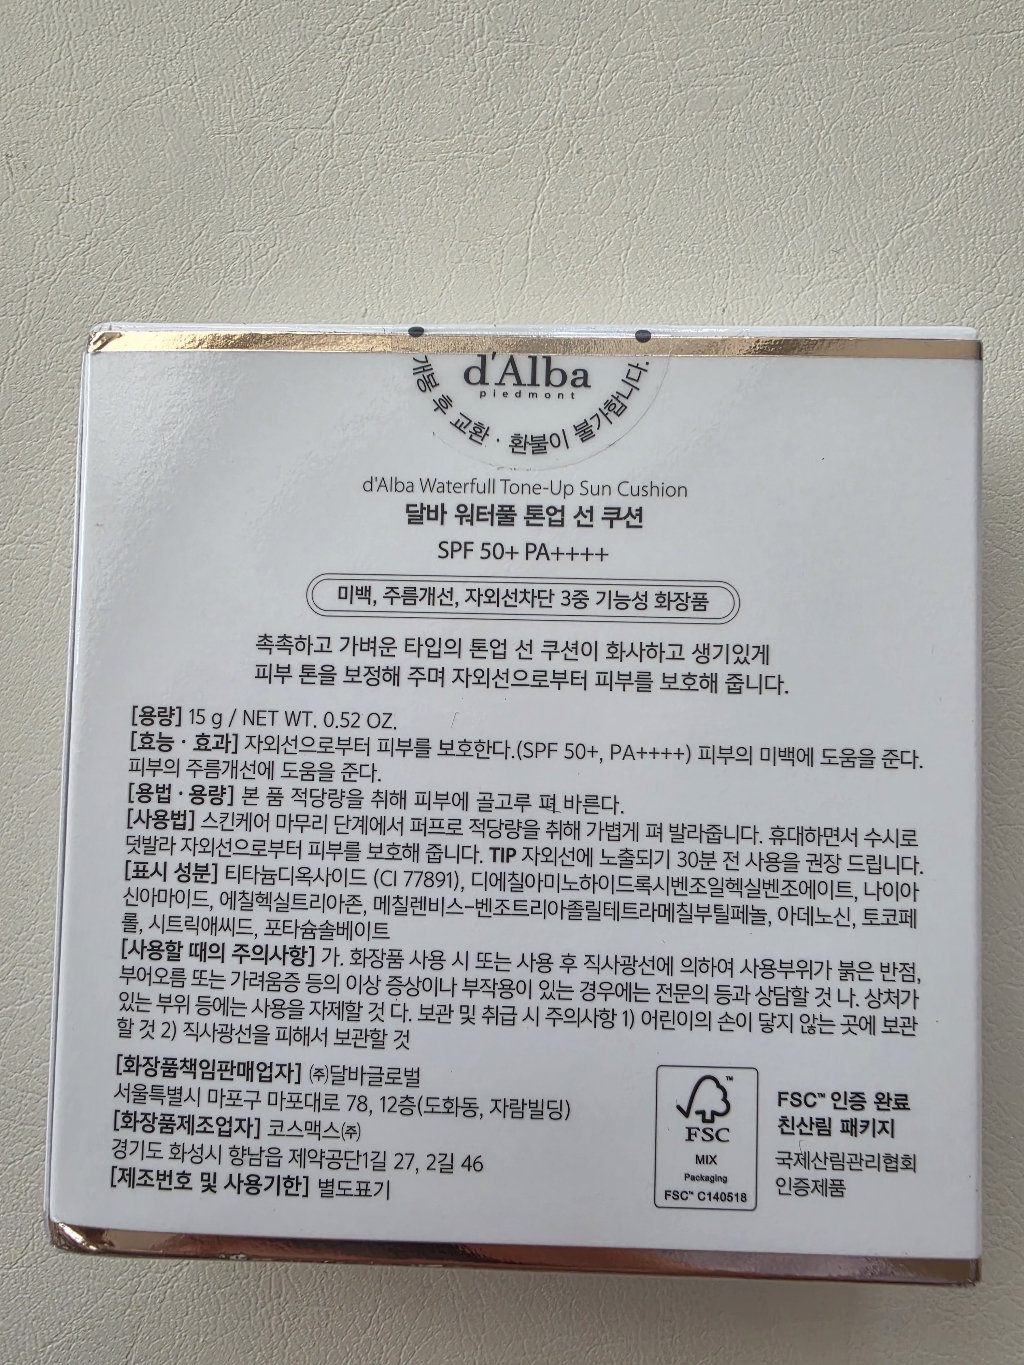 d'Alba
piedmont
개봉 후 교환 · 환불이 불가합니다.
d'Alba Waterfull Tone-Up Sun Cushion
달바 워터풀 톤업 선 쿠션
SPF 50+ PA++++
미백, 주름개선, 자외선차단 3중 기능성 화장품
촉촉하고 가벼운 타입의 톤업 선 쿠션이 화사하고 생기있게
피부 톤을 보정해 주며 자외선으로부터 피부를 보호해 줍니다.
[용량] 15 g / NET WT. 0.52 OZ.
[효능 · 효과] 자외선으로부터 피부를 보호한다.(SPF 50+, PA++++) 피부의 미백에 도움을 준다.
피부의 주름개선에 도움을 준다.
[용법 · 용량] 본 품 적당량을 취해 피부에 골고루 펴 바른다.
[사용법] 스킨케어 마무리 단계에서 퍼프로 적당량을 취해 가볍게 펴 발라줍니다. 휴대하면서 수시로
덧발라 자외선으로부터 피부를 보호해 줍니다. TIP 자외선에 노출되기 30분 전 사용을 권장 드립니다.
[표시 성분] 티타늄디옥사이드 (CI 77891), 디에칠아미노하이드록시벤조일헥실벤조에이트, 나이아
신아마이드, 에칠헥실트리아존, 메칠렌비스-벤조트리아졸릴테트라메칠부틸페놀, 아데노신, 토코페
롤, 시트릭애씨드, 포타슘솔베이트
[사용할 때의 주의사항] 가. 화장품 사용 시 또는 사용 후 직사광선에 의하여 사용부위가 붉은 반점,
부어오름 또는 가려움증 등의 이상 증상이나 부작용이 있는 경우에는 전문의 등과 상담할 것 나. 상처가
있는 부위 등에는 사용을 자제할 것 다. 보관 및 취급 시 주의사항 1) 어린이의 손이 닿지 않는 곳에 보관
할 것 2) 직사광선을 피해서 보관할 것
[화장품책임판매업자] ㈜달바글로벌
서울특별시 마포구 마포대로 78, 12층(도화동, 자람빌딩)
[화장품제조업자] 코스맥스㈜
경기도 화성시 향남읍 제약공단1길 27, 2길 46
[제조번호 및 사용기한] 별도표기
™
FSC
MIX
Packaging
FSC™ C140518
FSC™ 인증 완료
친산림 패키지
국제산림관리협회
인증제품